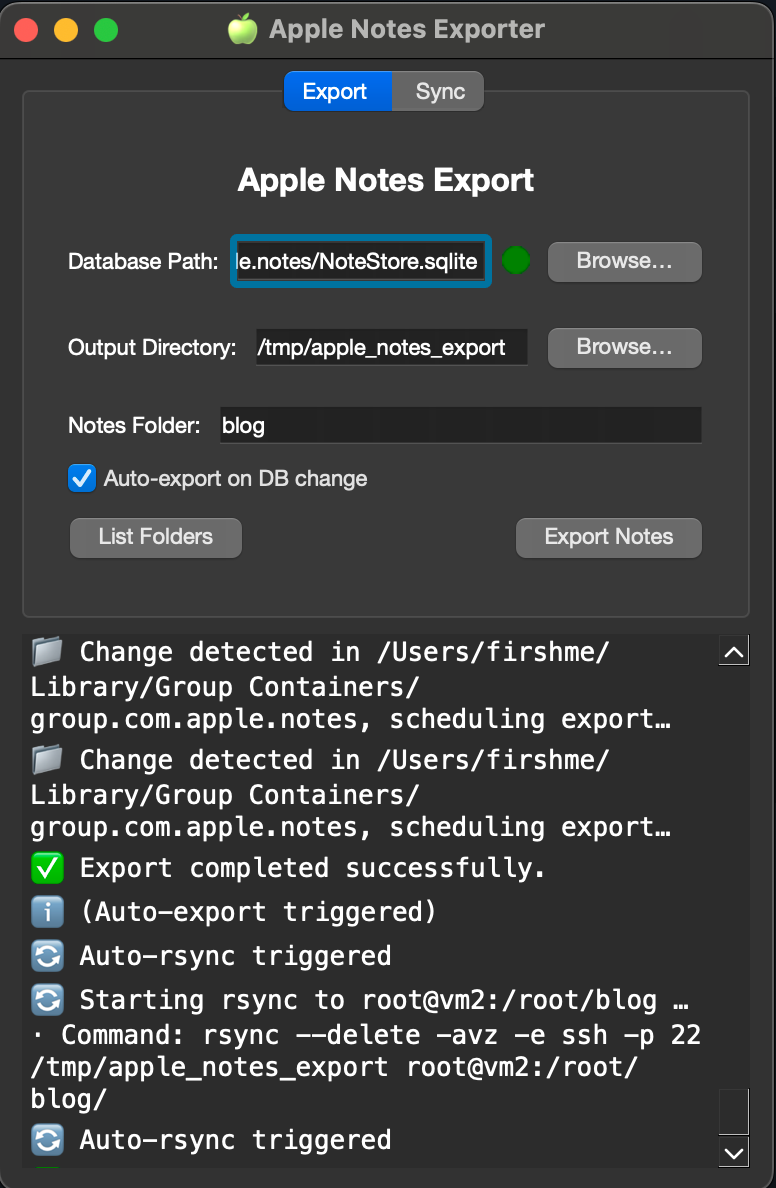 Apple Notes Exporter
Export Sync
Apple Notes Export
Database Path: le.notes/NoteStore.sqlite Browse...
Output Directory: /tmp/apple_notes_export Browse...
Notes Folder: blog
Auto-export on DB change
List Folders Export Notes
Change detected in /Users/firshme/
Library/Group Containers/
group.com.apple.notes, scheduling export…
Change detected in /Users/firshme/
Library/Group Containers/
group.com.apple.notes, scheduling export…
Export completed successfully.
(Auto-export triggered)
Auto-rsync triggered
Starting rsync to root@vm2:/root/blog …
· Command: rsync --delete -avz -e ssh -p 22
/tmp/apple_notes_export root@vm2:/root/
blog/
Auto-rsync triggered